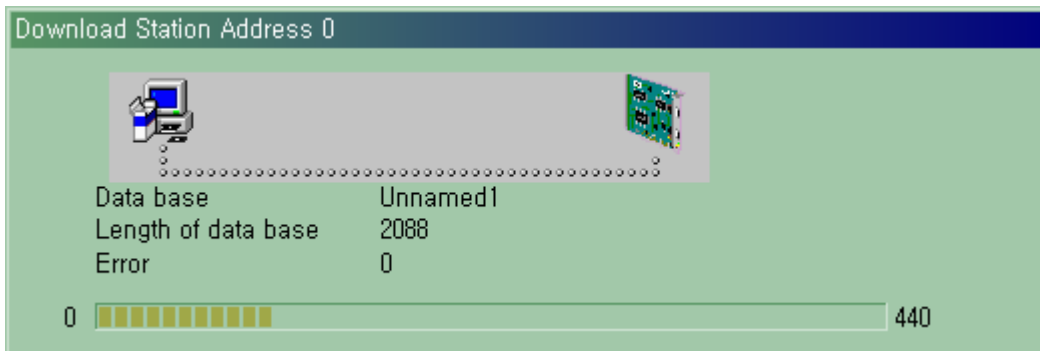 Download Station Address 0
Data base Unnamed1
Length of data base 2088
Error 0
0 440